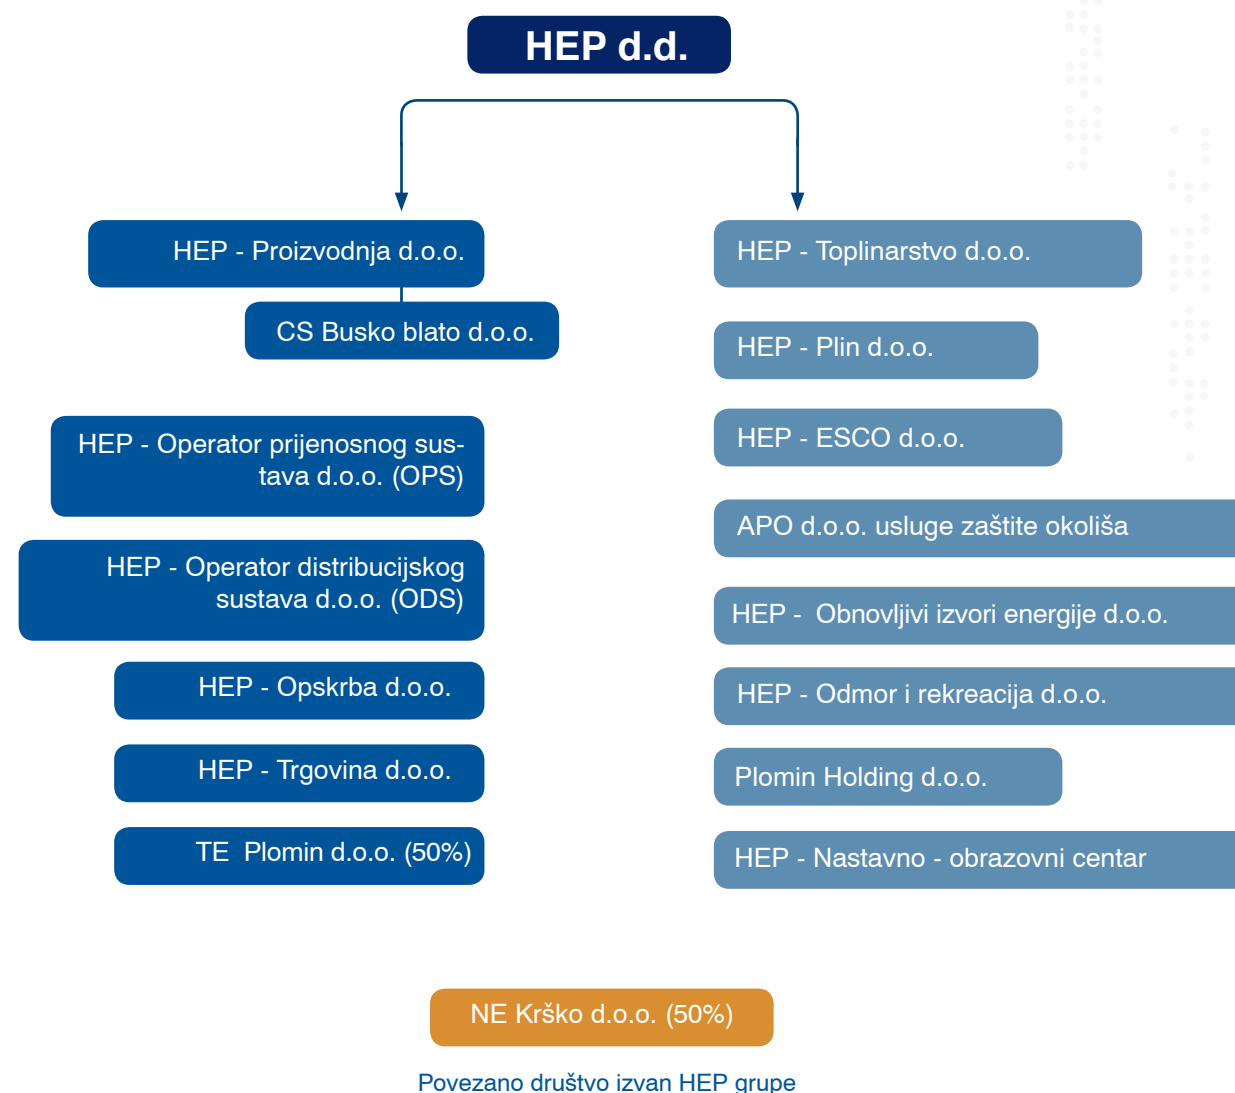 HEP d.d.
HEP - Proizvodnja d.o.o.
CS Busko blato d.o.o.
HEP - Operator prijenosnog sus-
tava d.o.o. (OPS)
HEP - Operator distribucijskog
sustava d.o.o. (ODS)
HEP - Opskrba d.o.o.
HEP - Trgovina d.o.o.
TE Plomin d.o.o. (50%)
HEP - Toplinarstvo d.o.o.
HEP - Plin d.o.o.
HEP - ESCO d.o.o.
APO d.o.o. usluge zaštite okoliša
HEP - Obnovljivi izvori energije d.o.o.
HEP - Odmor i rekreacija d.o.o.
Plomin Holding d.o.o.
HEP - Nastavno - obrazovni centar
NE Krško d.o.o. (50%)
Povezano društvo izvan HEP grupe